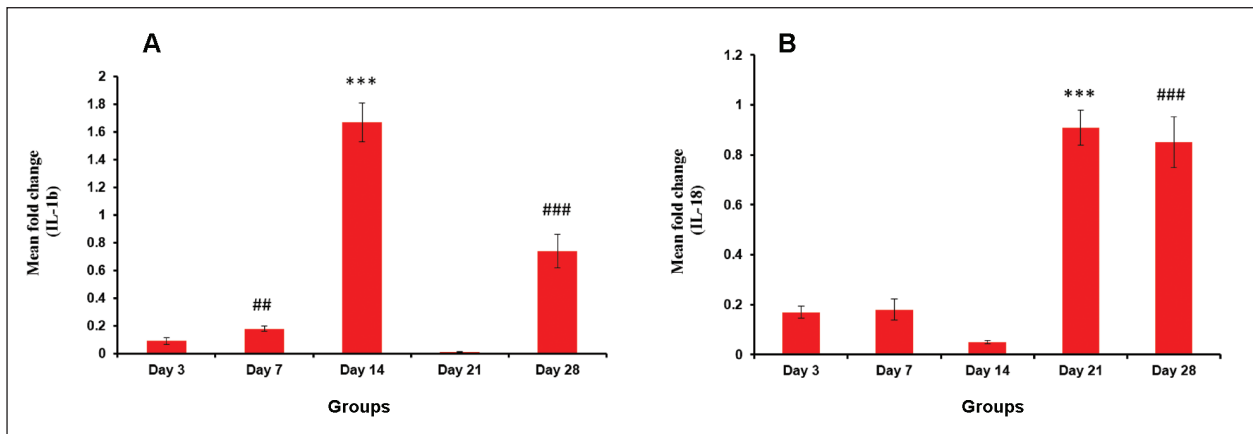 A
Mean fold change
(IL-1b)
2
1.8
1.6
1.4
1.2
1
0.8
0.6
0.4
0.2
0
##
***
###
Day 3 Day 7 Day 14 Day 21 Day 28
Groups
B
Mean fold change
(IL-18)
1.2
1
0.8
0.6
0.4
0.2
0
***
###
Day 3 Day 7 Day 14 Day 21 Day 28
Groups